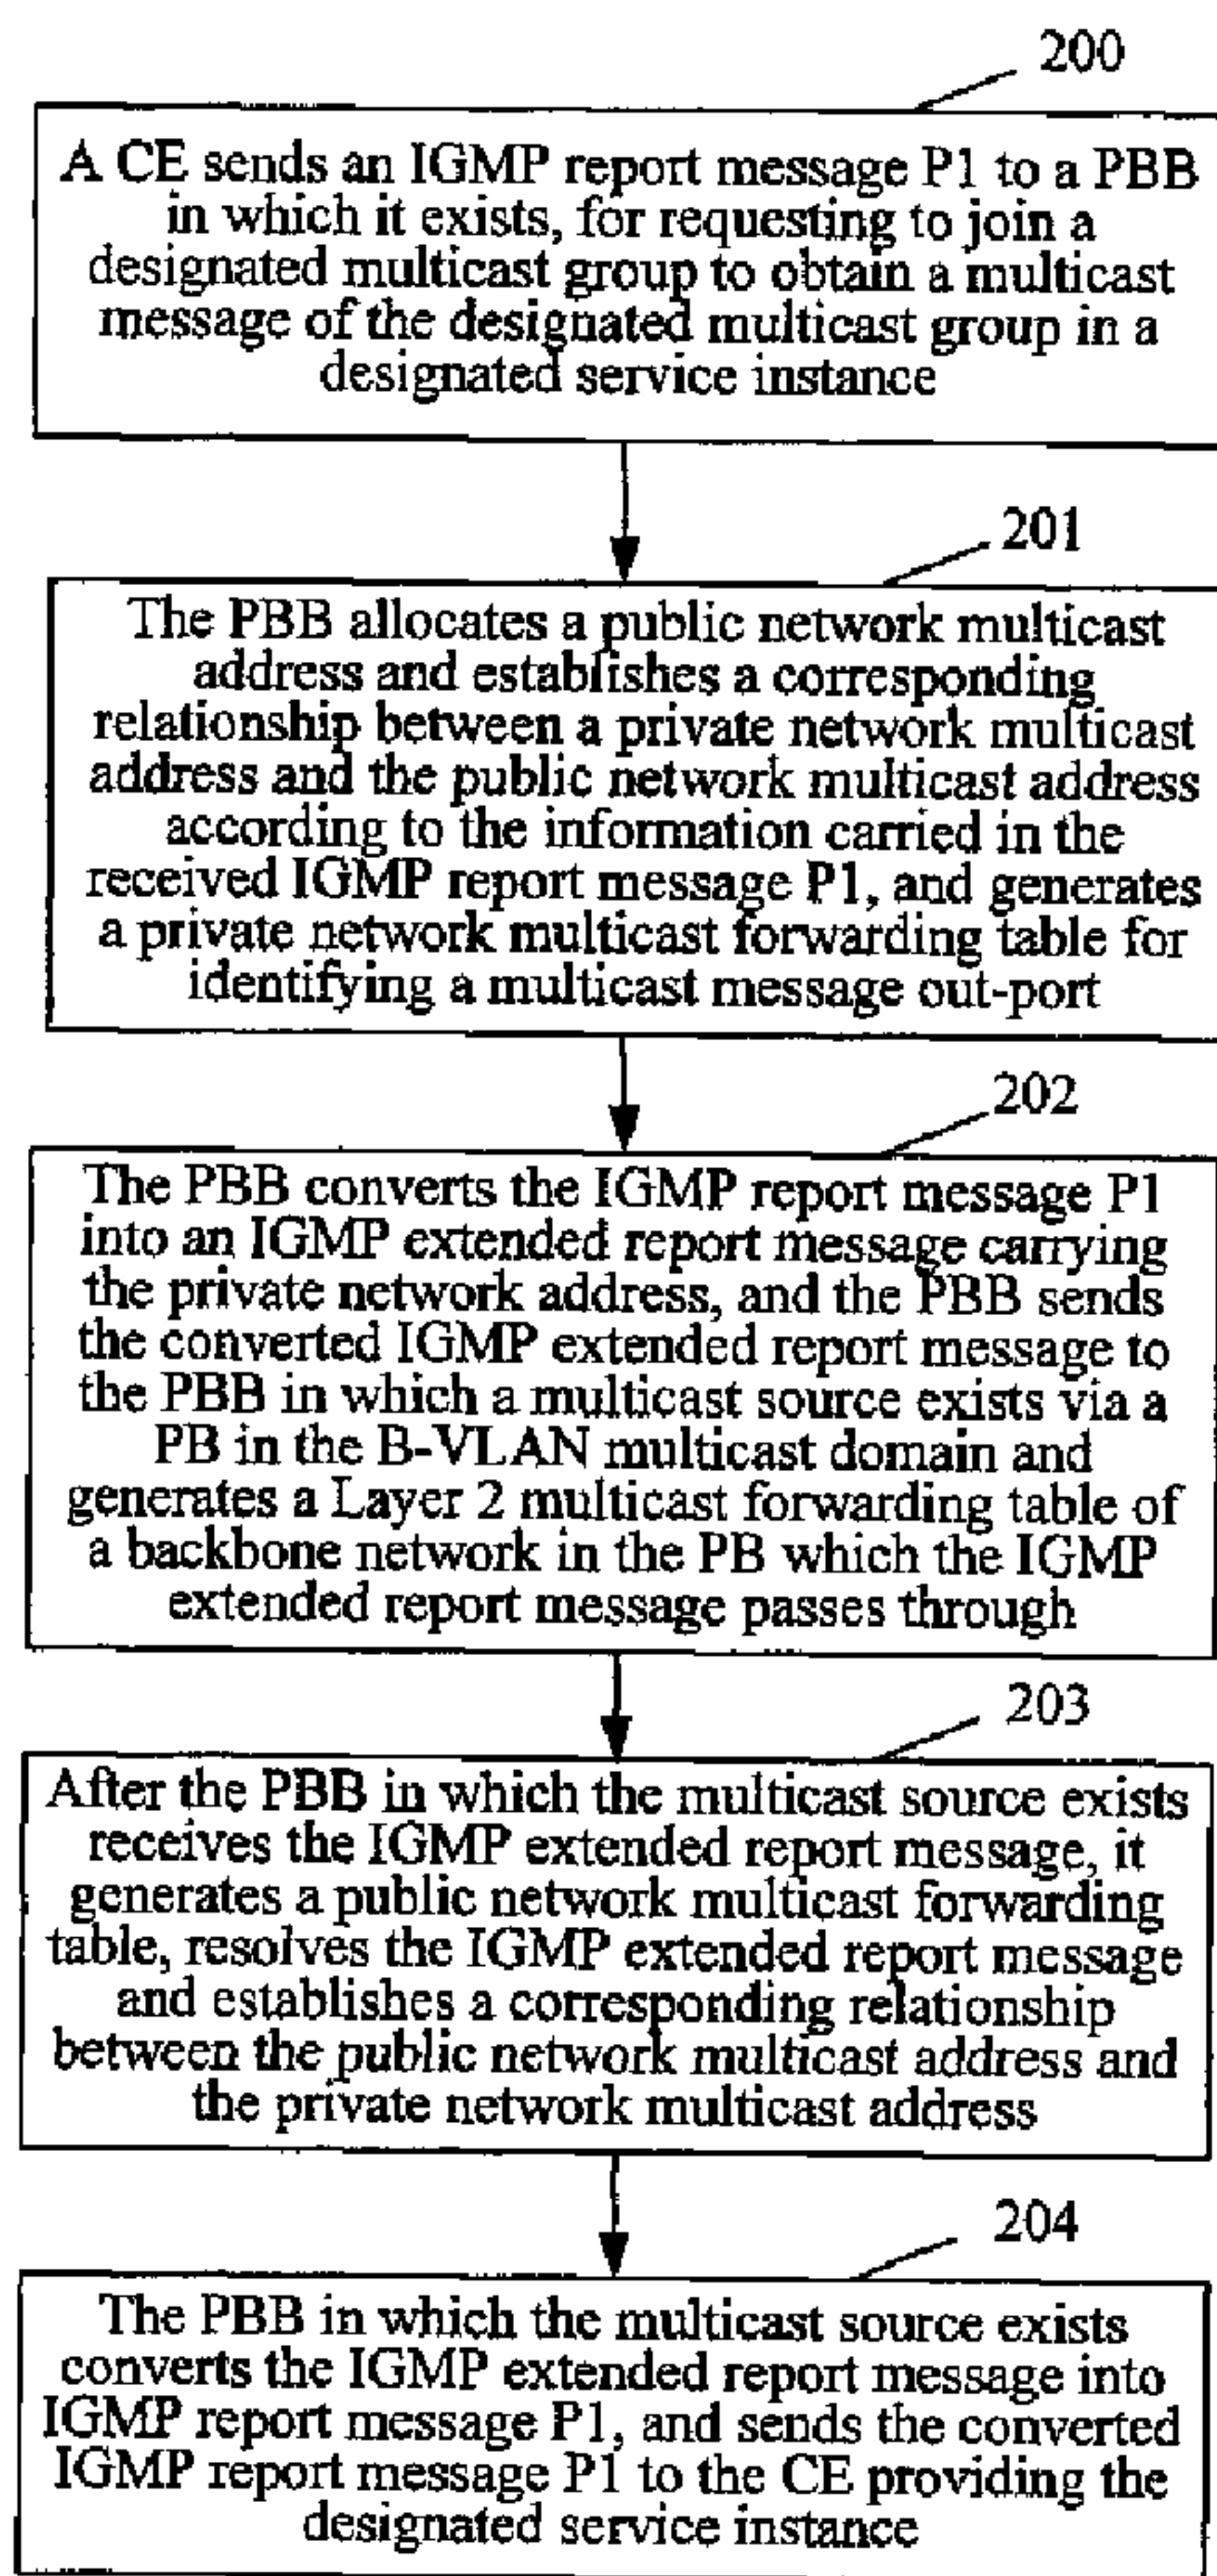 200
A CE sends an IGMP report message P1 to a PBB
in which it exists, for requesting to join a
designated multicast group to obtain a multicast
message of the designated multicast group in a
designated service instance
201
The PBB allocates a public network multicast
address and establishes a corresponding
relationship between a private network multicast
address and the public network multicast address
according to the information carried in the
received IGMP report message P1, and generates
a private network multicast forwarding table for
identifying a multicast message out-port
202
The PBB converts the IGMP report message P1
into an IGMP extended report message carrying
the private network address, and the PBB sends
the converted IGMP extended report message to
the PBB in which a multicast source exists via a
PB in the B-VLAN multicast domain and
generates a Layer 2 multicast forwarding table of
a backbone network in the PB which the IGMP
extended report message passes through
203
After the PBB in which the multicast source exists
receives the IGMP extended report message, it
generates a public network multicast forwarding
table, resolves the IGMP extended report message
and establishes a corresponding relationship
between the public network multicast address and
the private network multicast address
204
The PBB in which the multicast source exists
converts the IGMP extended report message into
IGMP report message P1, and sends the converted
IGMP report message P1 to the CE providing the
designated service instance